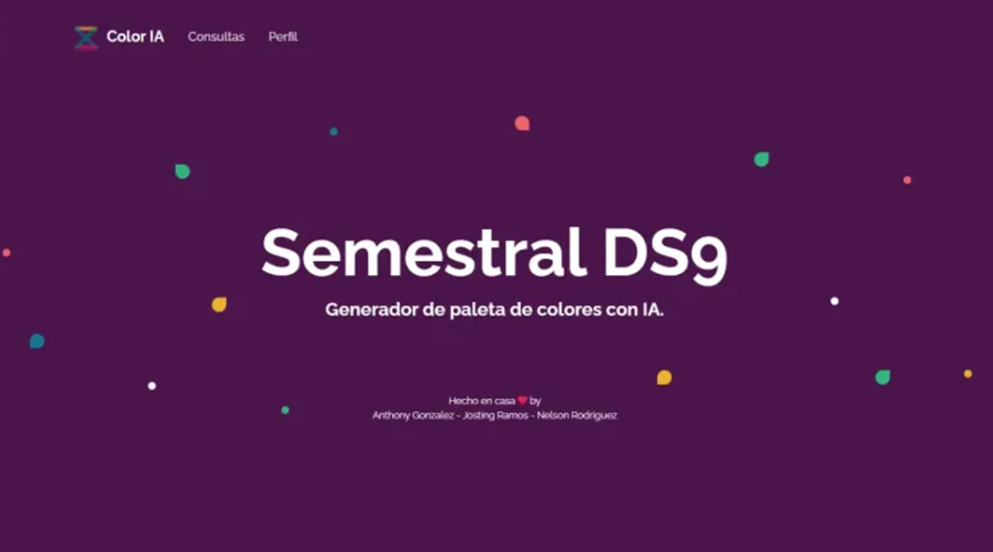 Color IA Consultas Perfil
Semestral DS9
Generador de paleta de colores con IA.
Hecho en casa ❤ by
Anthony Gonzalez - Josting Ramos - Nelson Rodriguez